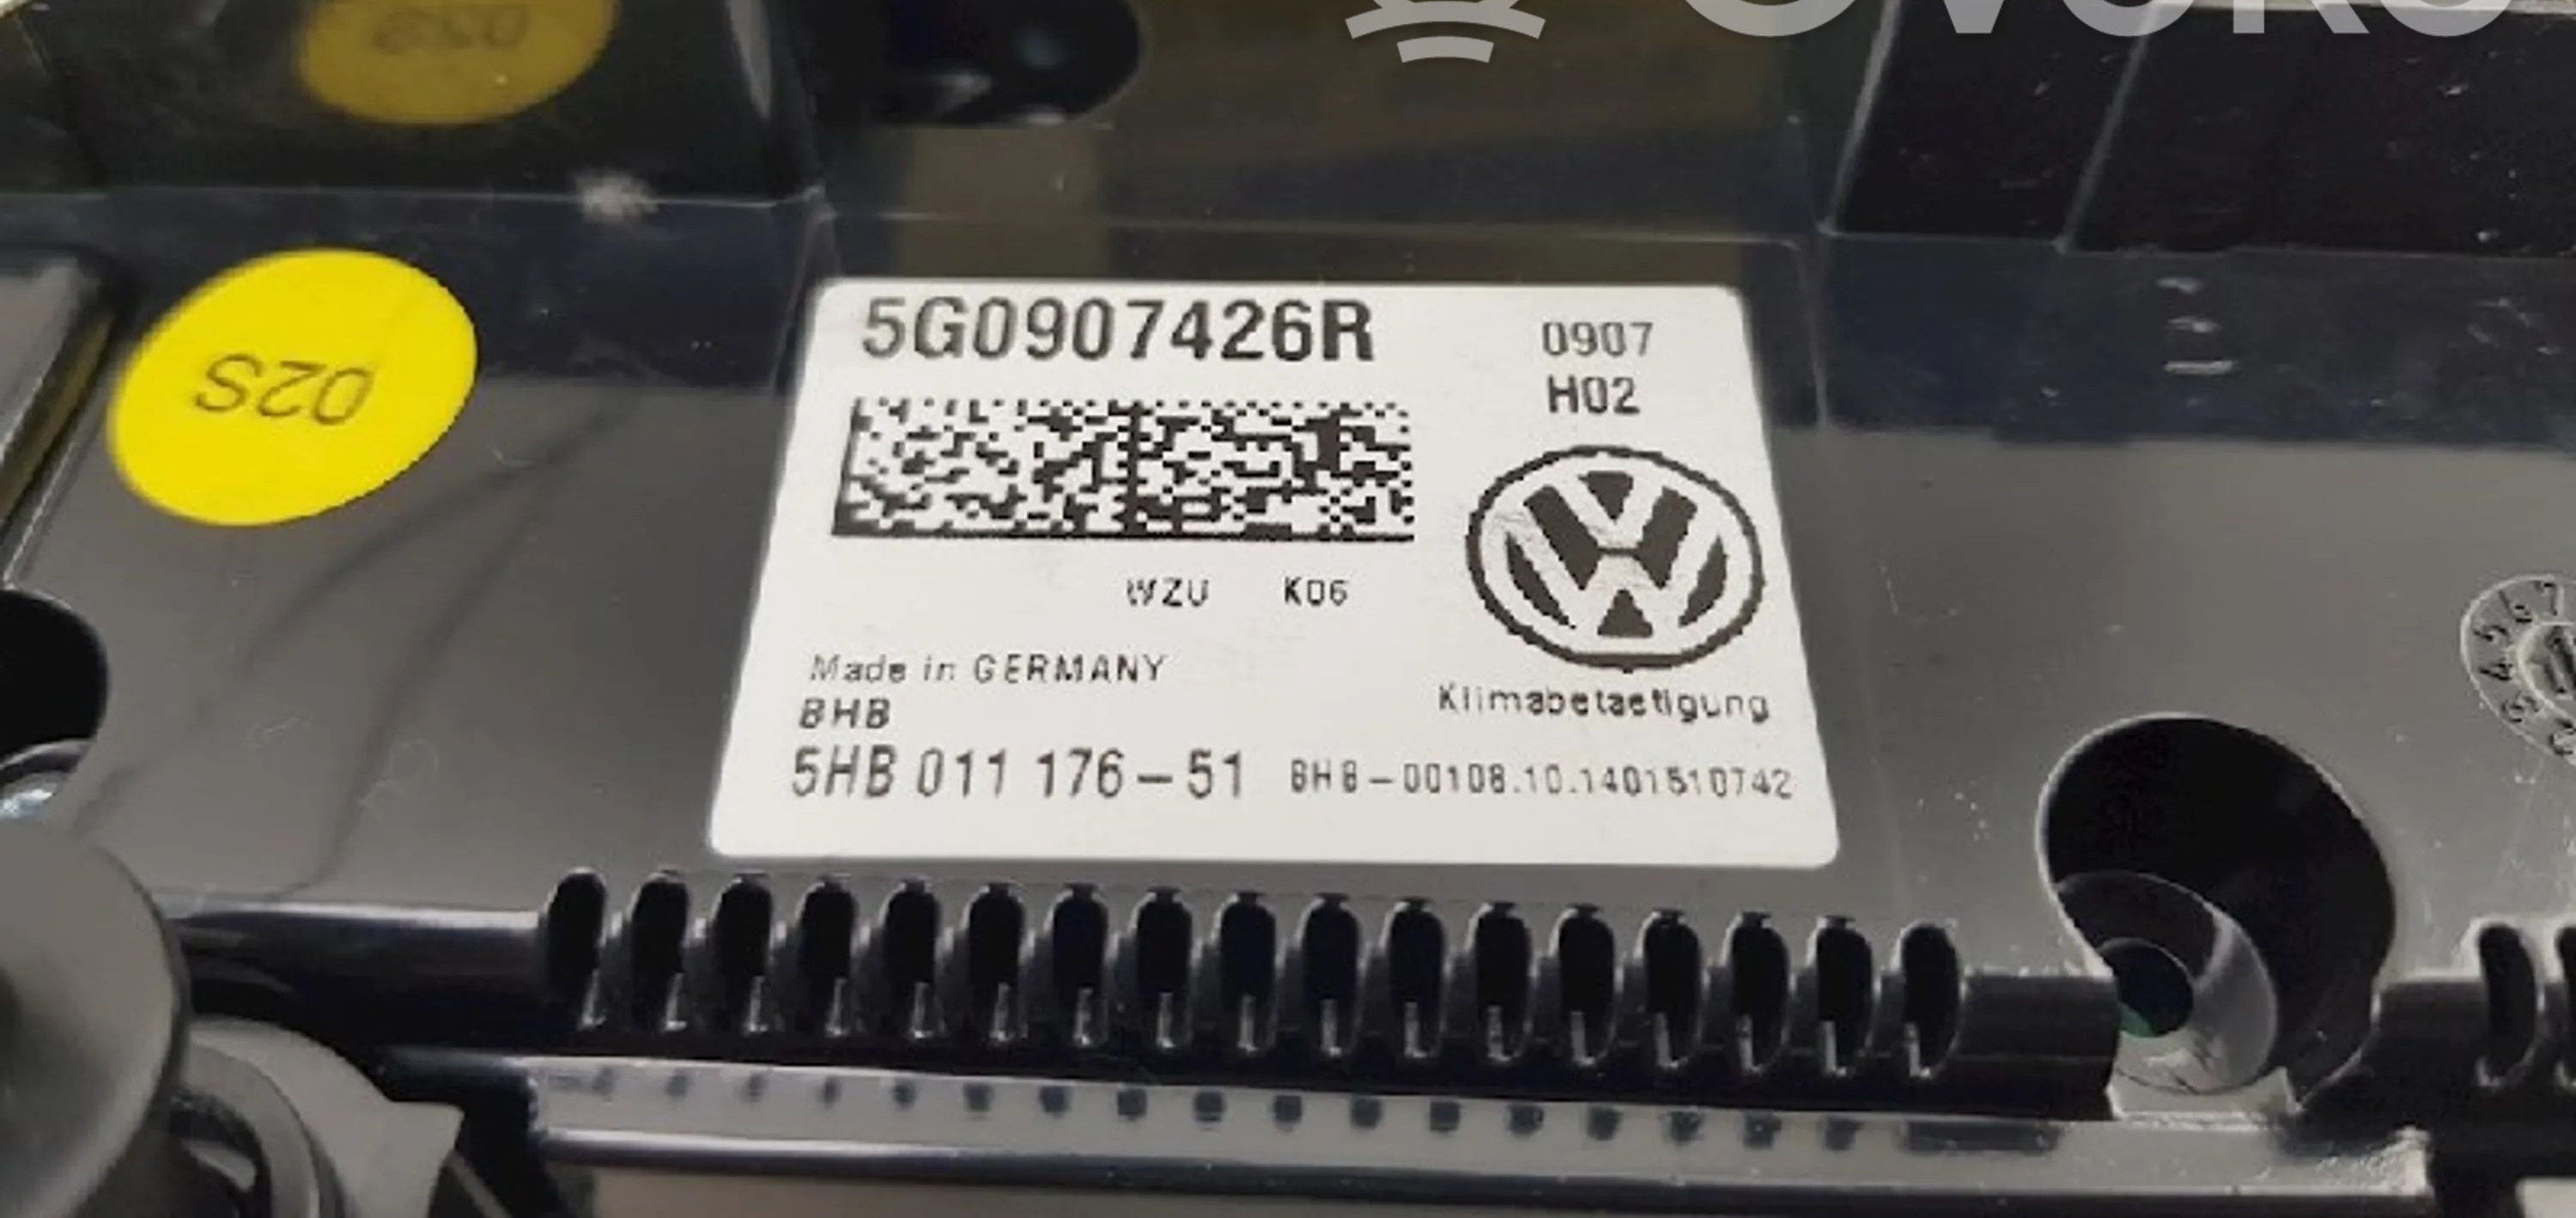 02S
5G0907426R
0907
H02
WZU K06
Made in GERMANY
BHB
Klimabetaetigung
5HB 011 176-51 BHB-00108.10.1401510742